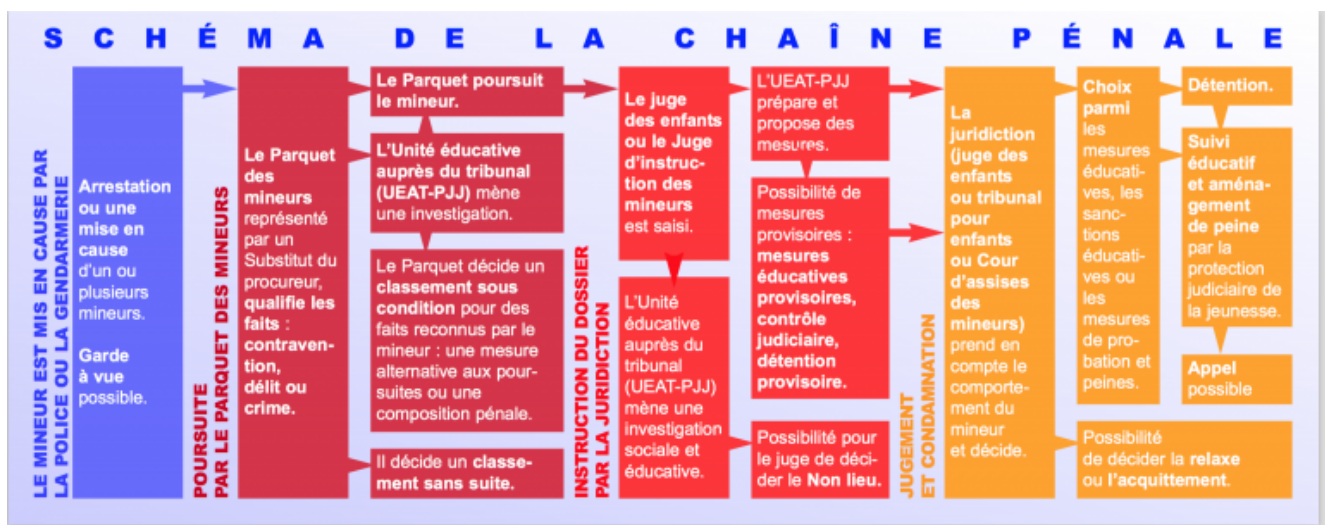 SCHÉMA DE LA CHAÎNE PÉNALE
LE MINEUR EST MIS EN CAUSE PAR
LA POLICE OU LA GENDARMERIE
Arrestation
ou une
mise en
cause
d'un ou
plusieurs
mineurs.
Garde
à vue
possible.
POURSUITE
PAR LE PARQUET DES MINEURS
Le Parquet
des
mineurs
représenté
par un
Substitut du
procureur,
qualifie les
faits :
contraven-
tion,
délit ou
crime.
Le Parquet poursuit
le mineur.
L'Unité éducative
auprès du tribunal
(UEAT-PJJ) mène
une investigation.
Le Parquet décide un
classement sous
condition pour des
faits reconnus par le
mineur : une mesure
alternative aux pour-
suites ou une
composition pénale.
Il décide un classe-
ment sans suite.
INSTRUCTION DU DOSSIER
PAR LA JURIDICTION
Le juge
des enfants
ou le Juge
d'instruc-
tion des
mineurs
est saisi.
L'Unité
éducative
auprès du
tribunal
(UEAT-PJJ)
mène une
investigation
sociale et
éducative.
L'UEAT-PJJ
prépare et
propose des
mesures.
Possibilité de
mesures
provisoires :
mesures
éducatives
provisoires,
contrôle
judiciaire,
détention
provisoire.
Possibilité pour
le juge de déci-
der le Non lieu.
JUGEMENT
ET CONDAMNATION
La
juridiction
(juge des
enfants
ou tribunal
pour
enfants
ou Cour
d'assises
des
mineurs)
prend en
compte le
comporte-
ment du
mineur
et décide.
Choix
parmi
les
mesures
éducati-
ves, les
sanc-
tions
éducati-
ves ou
les
mesures
de pro-
bation et
peines.
Détention.
Suivi
éducatif
et aména-
gement
de peine
par la
protection
judiciaire de
la jeunesse.
Appel
possible
Possibilité
de décider la relaxe
ou l'acquittement.